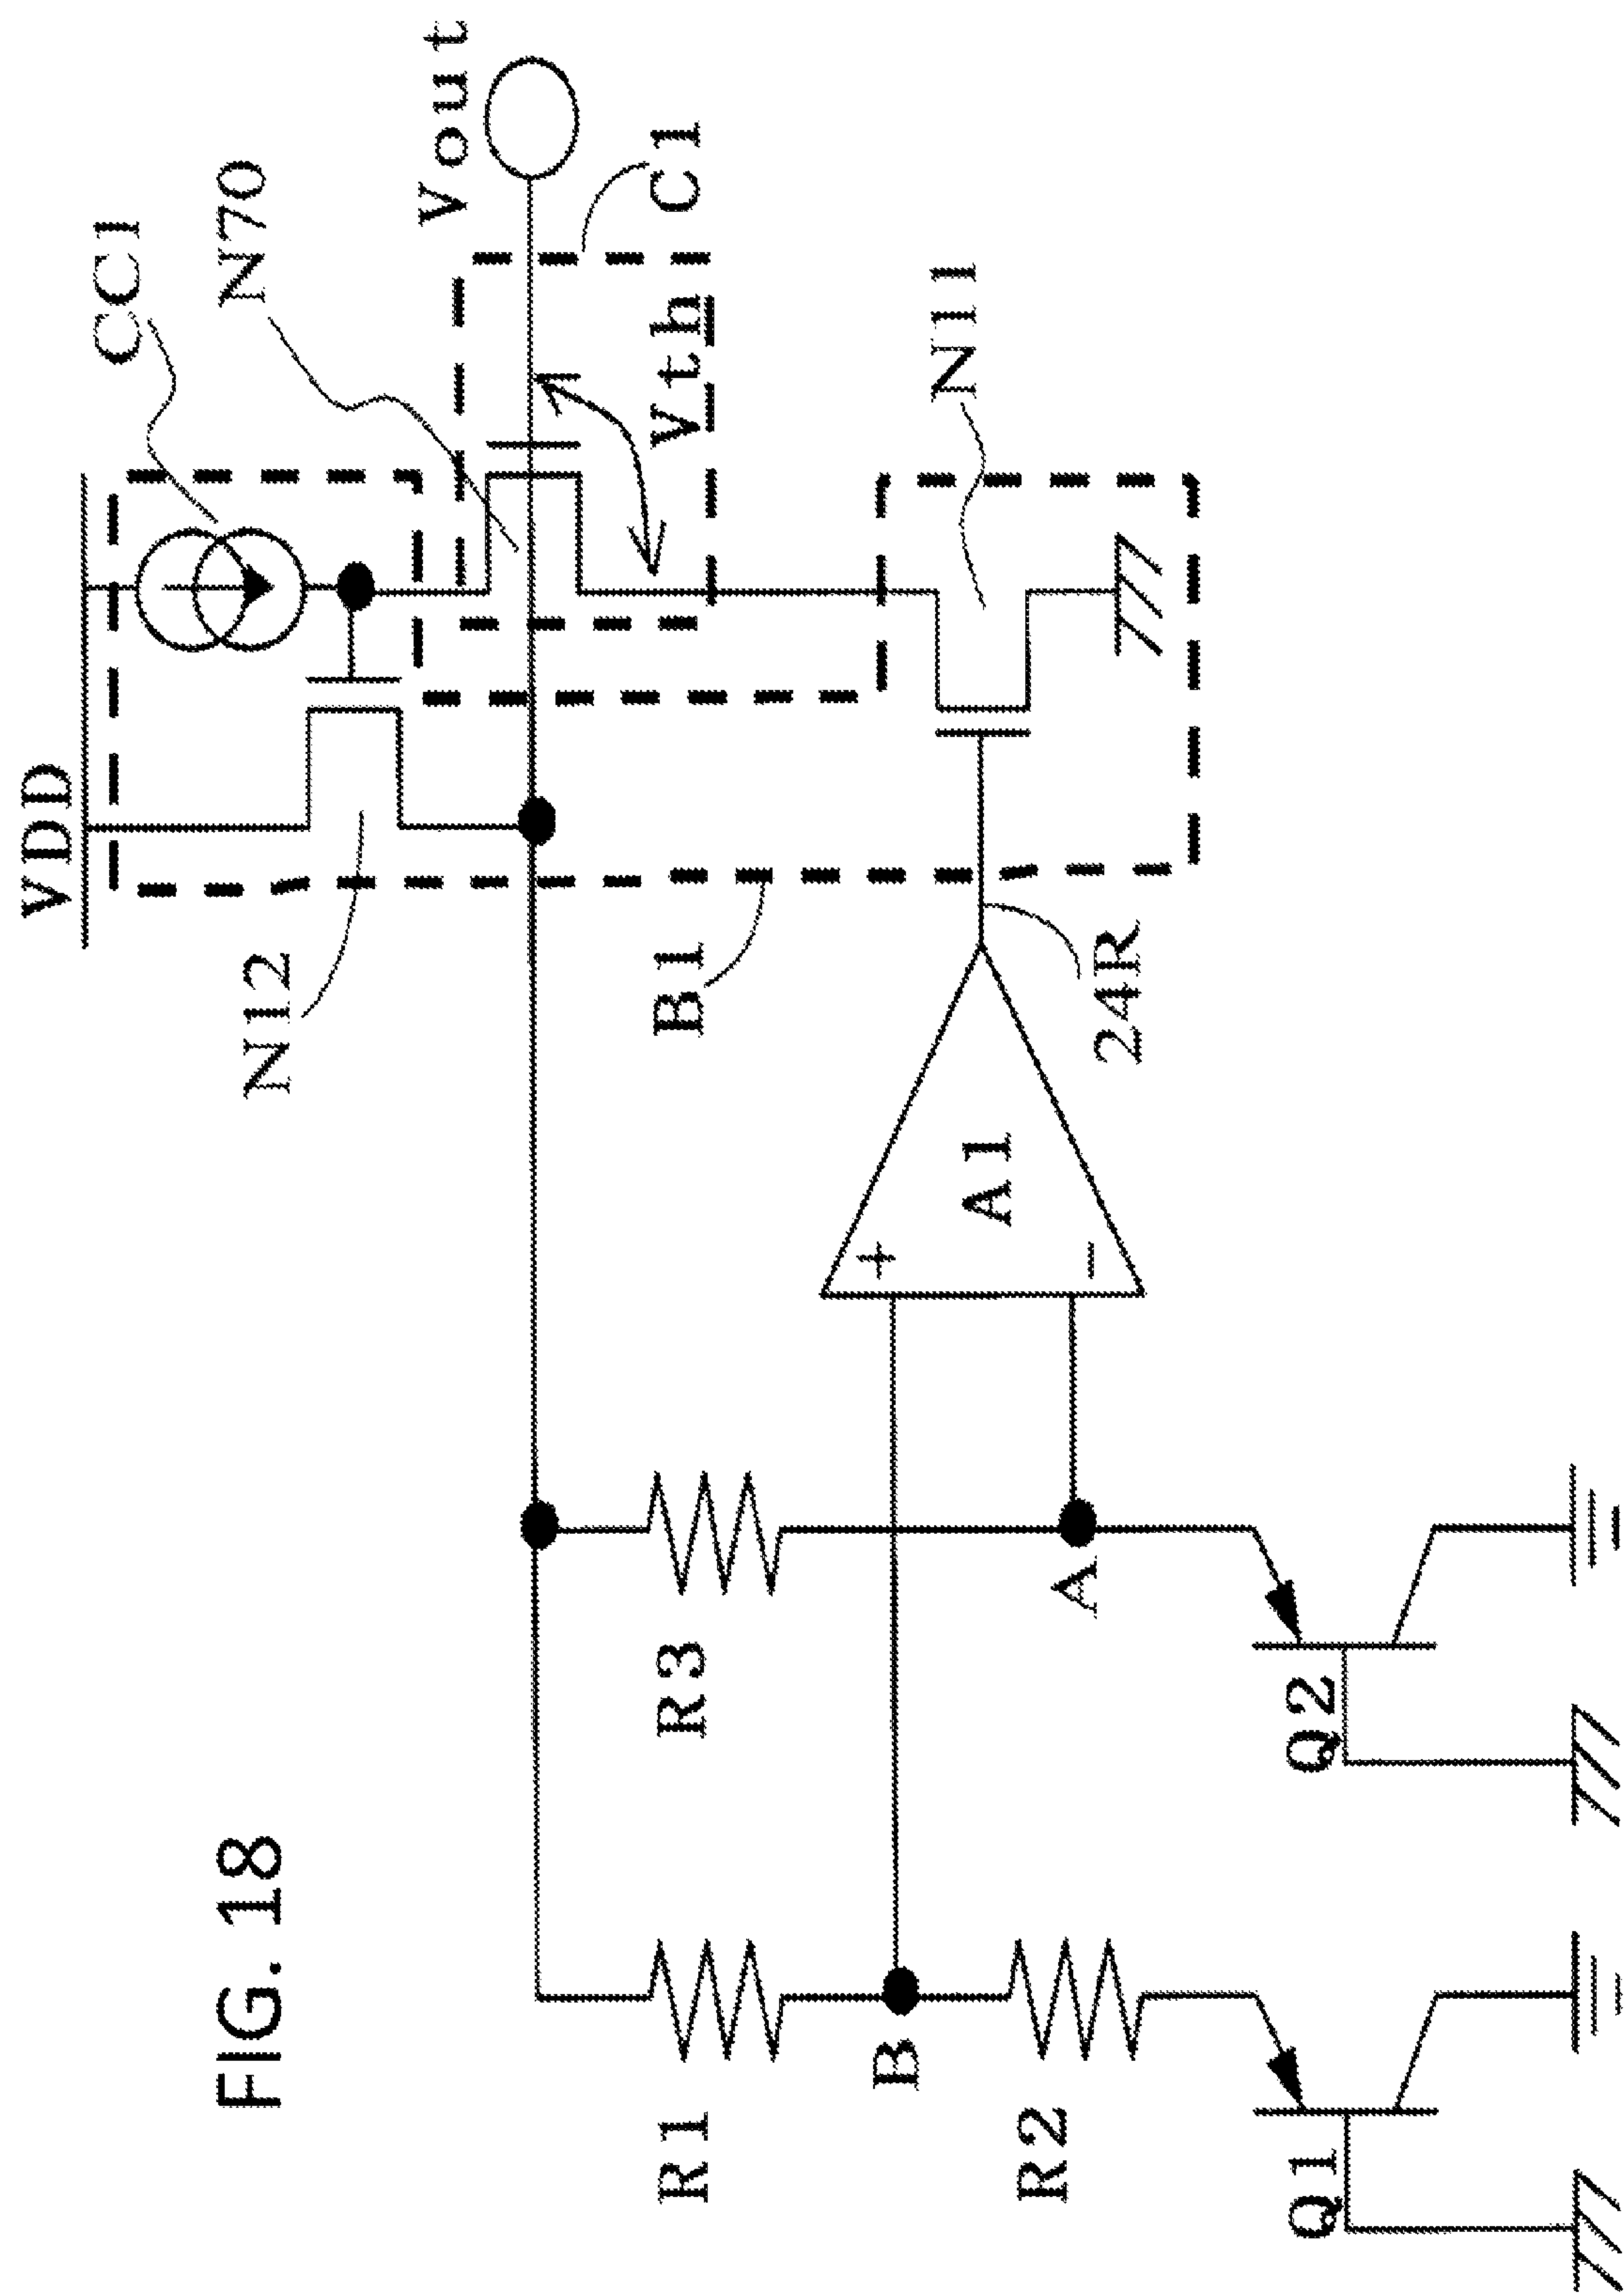 FIG. 18
VDD
CC1
N12
N70
Vout
C1
Vth
B1
N11
24R
A1
+
−
R3
R1
A
B
R2
Q2
Q1